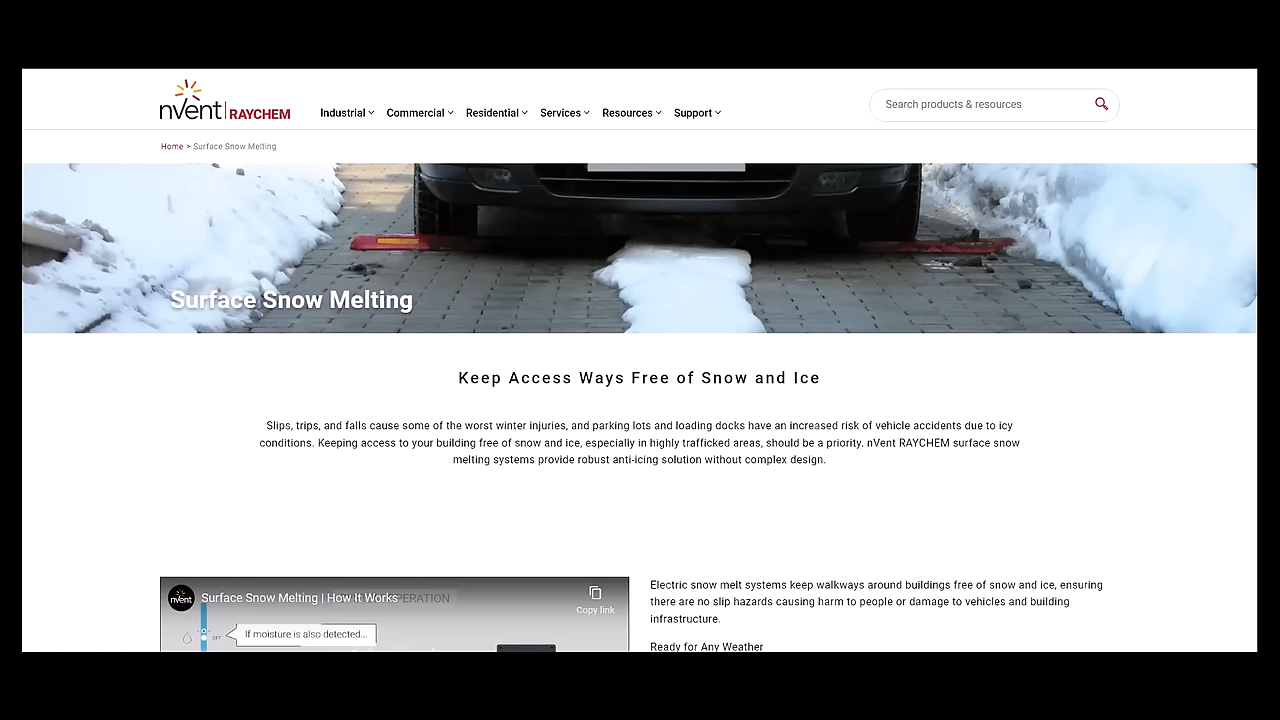 nVent RAYCHEM
Industrial Commercial Residential Services Resources Support
Search products & resources
Home > Surface Snow Melting
Surface Snow Melting
Keep Access Ways Free of Snow and Ice
Slips, trips, and falls cause some of the worst winter injuries, and parking lots and loading docks have an increased risk of vehicle accidents due to icy
conditions. Keeping access to your building free of snow and ice, especially in highly trafficked areas, should be a priority. nVent RAYCHEM surface snow
melting systems provide robust anti-icing solution without complex design.
nVent
Surface Snow Melting | How It Works
OPERATION
Copy link
OFF
If moisture is also detected...
Electric snow melt systems keep walkways around buildings free of snow and ice, ensuring
there are no slip hazards causing harm to people or damage to vehicles and building
infrastructure.
Ready for Any Weather